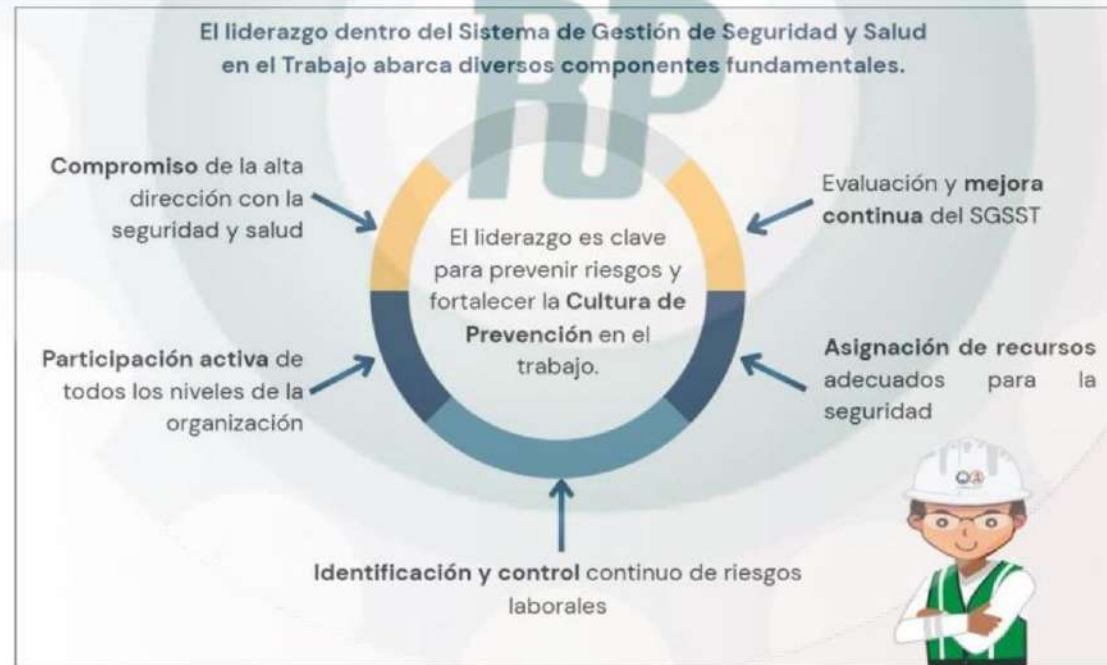 El liderazgo dentro del Sistema de Gestión de Seguridad y Salud
en el Trabajo abarca diversos componentes fundamentales.
RP
Compromiso de la alta
dirección con la
seguridad y salud
Evaluación y mejora
continua del SGSST
El liderazgo es clave
para prevenir riesgos y
fortalecer la Cultura de
Prevención en el
trabajo.
Participación activa de
todos los niveles de la
organización
Asignación de recursos
adecuados para la
seguridad
Identificación y control continuo de riesgos
laborales